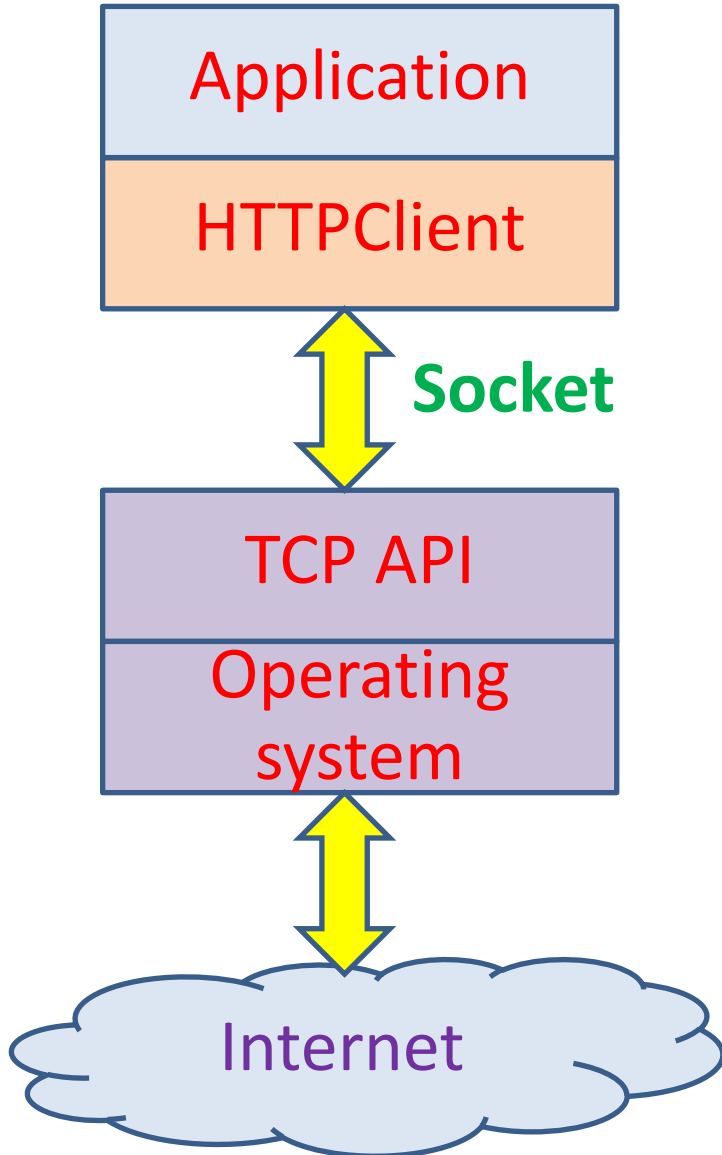 Application
HTTPClient
Socket
TCP API
Operating
system
Internet